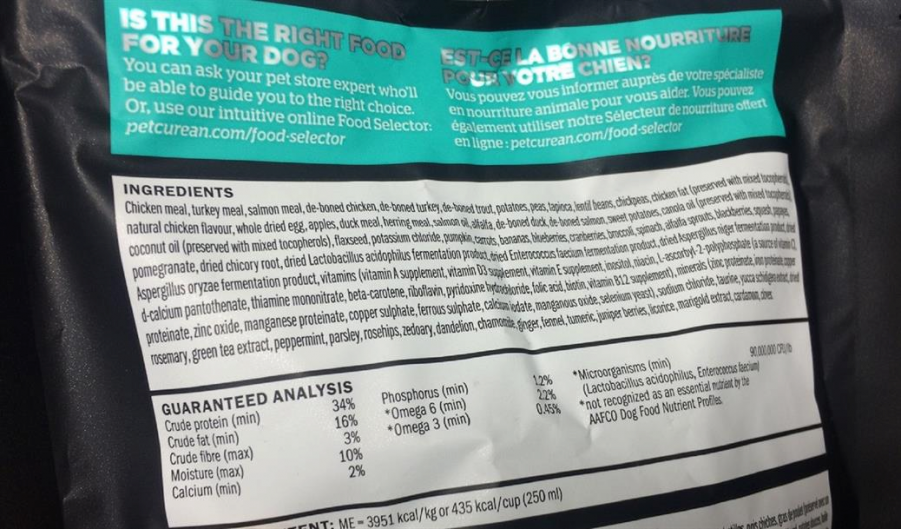 IS THIS THE RIGHT FOOD
FOR YOUR DOG?
You can ask your pet store expert who'll
be able to guide you to the right choice.
Or, use our intuitive online Food Selector:
petcurean.com/food-selector
EST-CE LA BONNE NOURRITURE
POUR VOTRE CHIEN?
Vous pouvez vous informer auprès de votre spécialiste
en nourriture animale pour vous aider. Vous pouvez
également utiliser notre Sélecteur de nourriture offert
en ligne : petcurean.com/food-selector
INGREDIENTS
Chicken meal, turkey meal, salmon meal, de-boned chicken, de-boned turkey, de-boned trout, potatoes, peas, tapioca, lentil beans, chickpeas, chicken fat (preserved with mixed tocopherols),
natural chicken flavour, whole dried egg, apples, duck meal, herring meal, salmon oil, alfalfa, de-boned duck, de-boned salmon, sweet potatoes, canola oil (preserved with mixed tocopherols),
coconut oil (preserved with mixed tocopherols), flaxseed, potassium chloride, pumpkin, carrots, bananas, blueberries, cranberries, broccoli, spinach, alfalfa sprouts, blackberries, squash, papayas,
pomegranate, dried chicory root, dried Lactobacillus acidophilus fermentation product, dried Enterococcus faecium fermentation product, dried Aspergillus niger fermentation product, dried
Aspergillus oryzae fermentation product, vitamins (vitamin A supplement, vitamin D3 supplement, vitamin E supplement, inositol, niacin, L-ascorbyl-2-polyphosphate (a source of vitamin C),
d-calcium pantothenate, thiamine mononitrate, beta-carotene, riboflavin, pyridoxine hydrochloride, folic acid, biotin, vitamin B12 supplement), minerals (zinc proteinate, iron proteinate, copper
proteinate, zinc oxide, manganese proteinate, copper sulphate, ferrous sulphate, calcium iodate, manganous oxide, selenium yeast), sodium chloride, taurine, yucca schidigera extract, dried
rosemary, green tea extract, peppermint, parsley, rosehips, zedoary, dandelion, chamomile, ginger, fennel, tumeric, juniper berries, licorice, marigold extract, cardamon, cloves.
GUARANTEED ANALYSIS
Crude protein (min) 34%
Crude fat (min) 16%
Crude fibre (max) 3%
Moisture (max) 10%
Calcium (min) 2%
Phosphorus (min) 1.2%
*Omega 6 (min) 2.2%
*Omega 3 (min) 0.45%
*Microorganisms (min) 90,000,000 CFU/lb
(Lactobacillus acidophilus, Enterococcus faecium)
*not recognized as an essential nutrient by the
AAFCO Dog Food Nutrient Profiles.
ME = 3951 kcal/kg or 435 kcal/cup (250 ml)